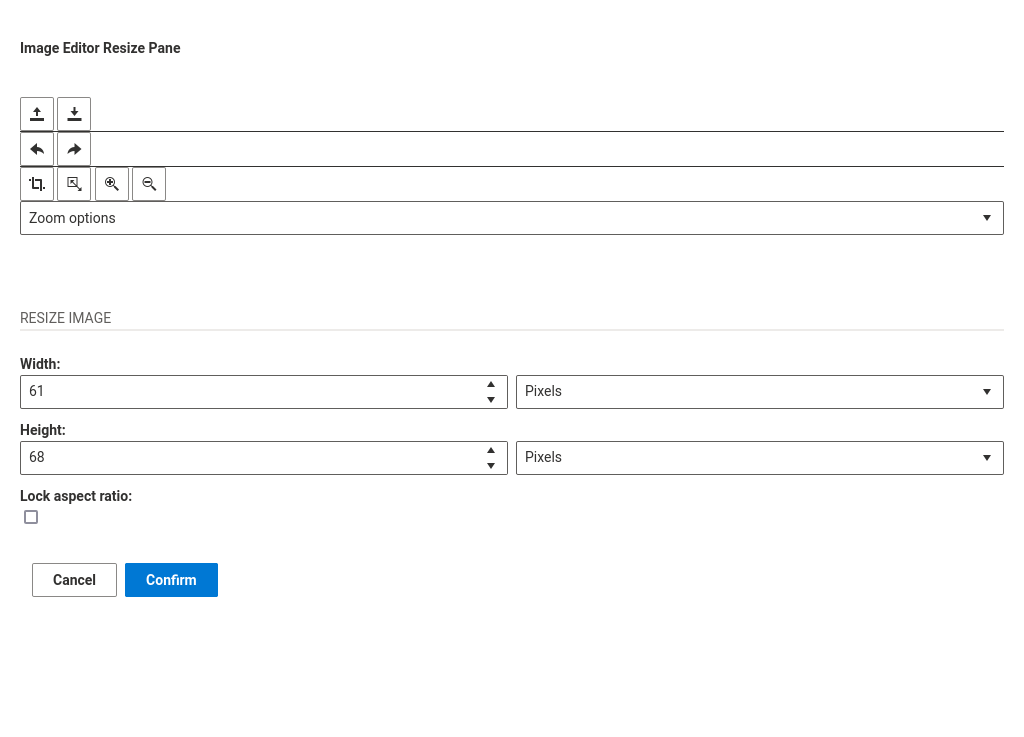 Image Editor Resize Pane
Zoom options
RESIZE IMAGE
Width:
61 Pixels
Height:
68 Pixels
Lock aspect ratio:
Cancel Confirm